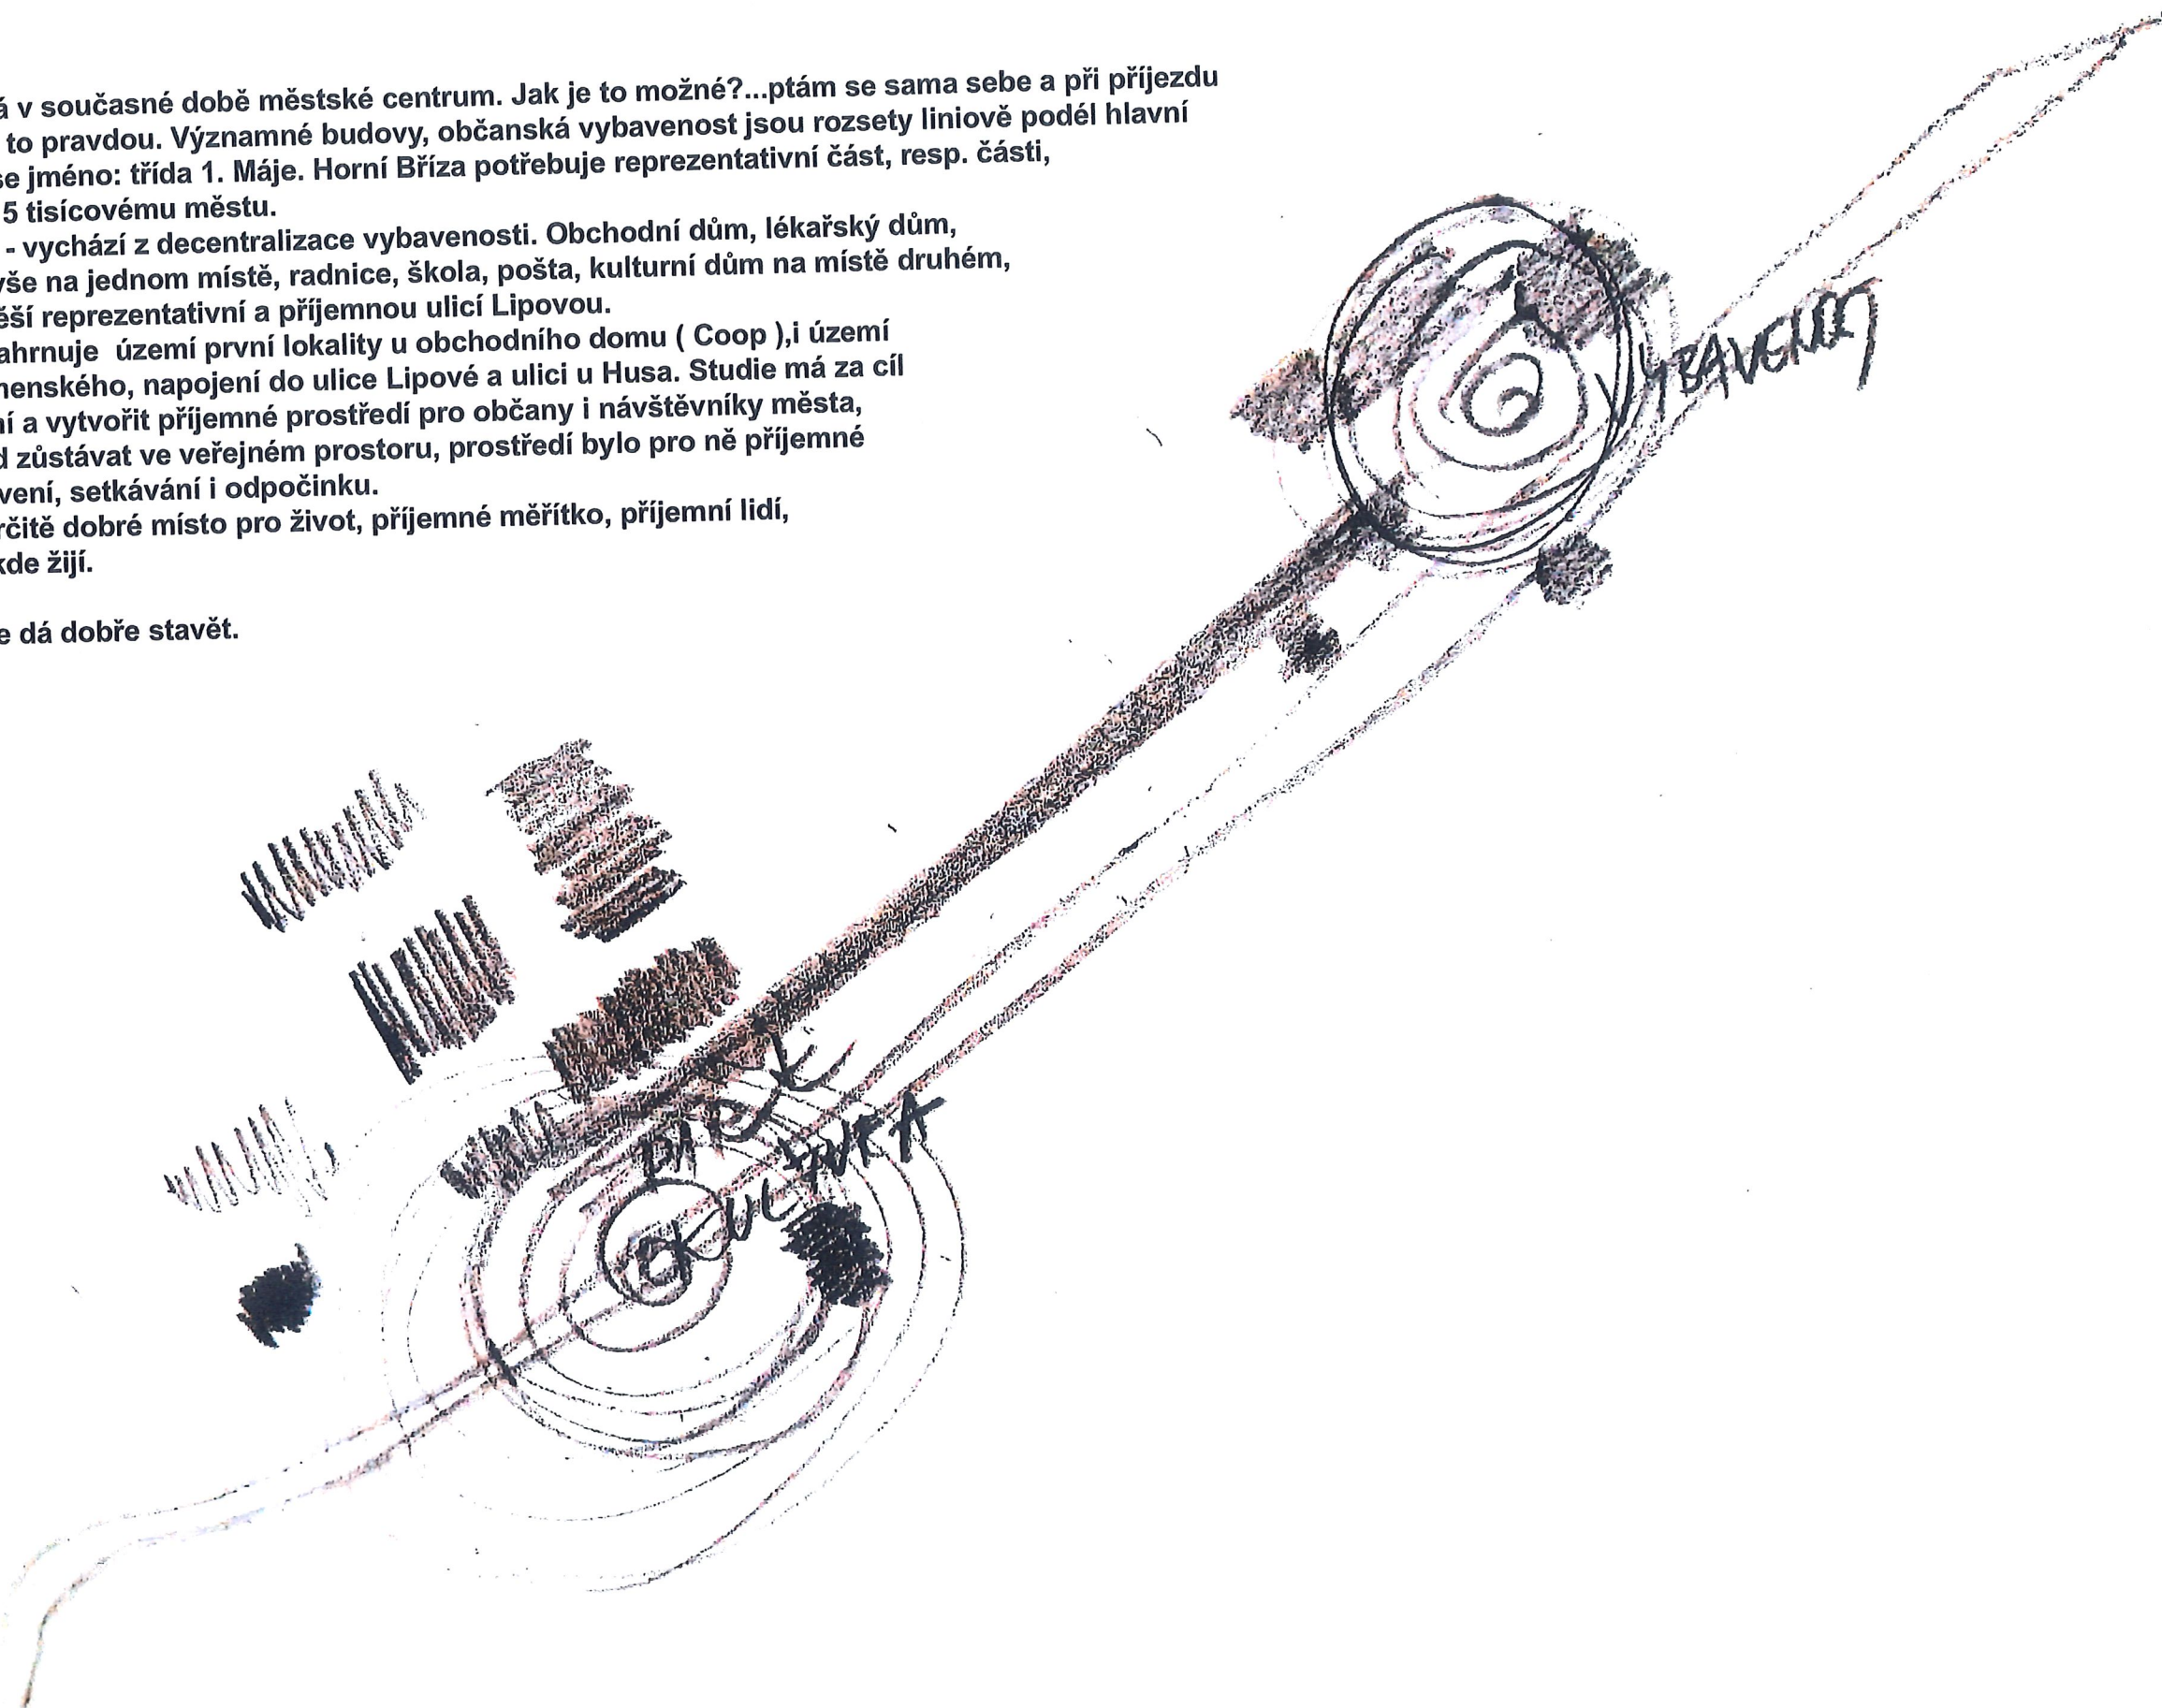 á v současné době městské centrum. Jak je to možné?...ptám se sama sebe a při příjezdu
to pravdou. Významné budovy, občanská vybavenost jsou rozsety liniově podél hlavní
se jméno: třída 1. Máje. Horní Bříza potřebuje reprezentativní část, resp. části,
5 tisícovému městu.
- vychází z decentralizace vybavenosti. Obchodní dům, lékařský dům,
vše na jednom místě, radnice, škola, pošta, kulturní dům na místě druhém,
ěší reprezentativní a příjemnou ulicí Lipovou.
ahrnuje území první lokality u obchodního domu ( Coop ),i území
menského, napojení do ulice Lipové a ulici u Husa. Studie má za cíl
ní a vytvořit příjemné prostředí pro občany i návštěvníky města,
d zůstávat ve veřejném prostoru, prostředí bylo pro ně příjemné
vení, setkávání i odpočinku.
rčitě dobré místo pro život, příjemné měřítko, příjemní lidí,
kde žijí.
e dá dobře stavět.
KULTURA